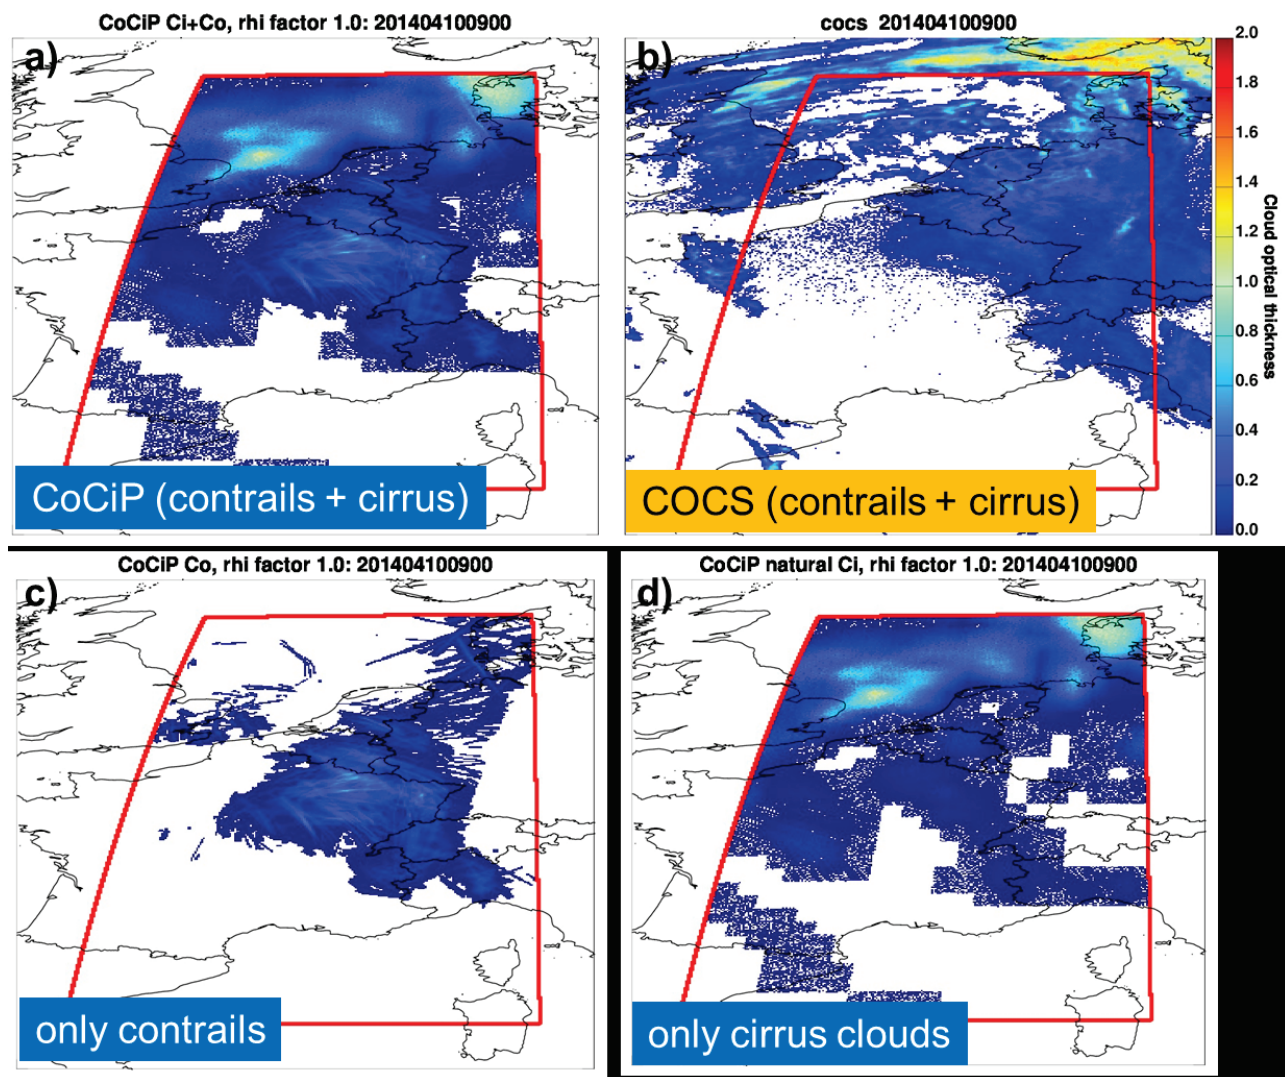 CoCiP Ci+Co, rhi factor 1.0: 201404100900
cocs 201404100900
a)
b)
2.0
1.8
1.6
1.4
1.2
1.0
0.8
0.6
0.4
0.2
0.0
Cloud optical thickness
CoCiP (contrails + cirrus)
COCS (contrails + cirrus)
CoCiP Co, rhi factor 1.0: 201404100900
CoCiP natural Ci, rhi factor 1.0: 201404100900
c)
d)
only contrails
only cirrus clouds